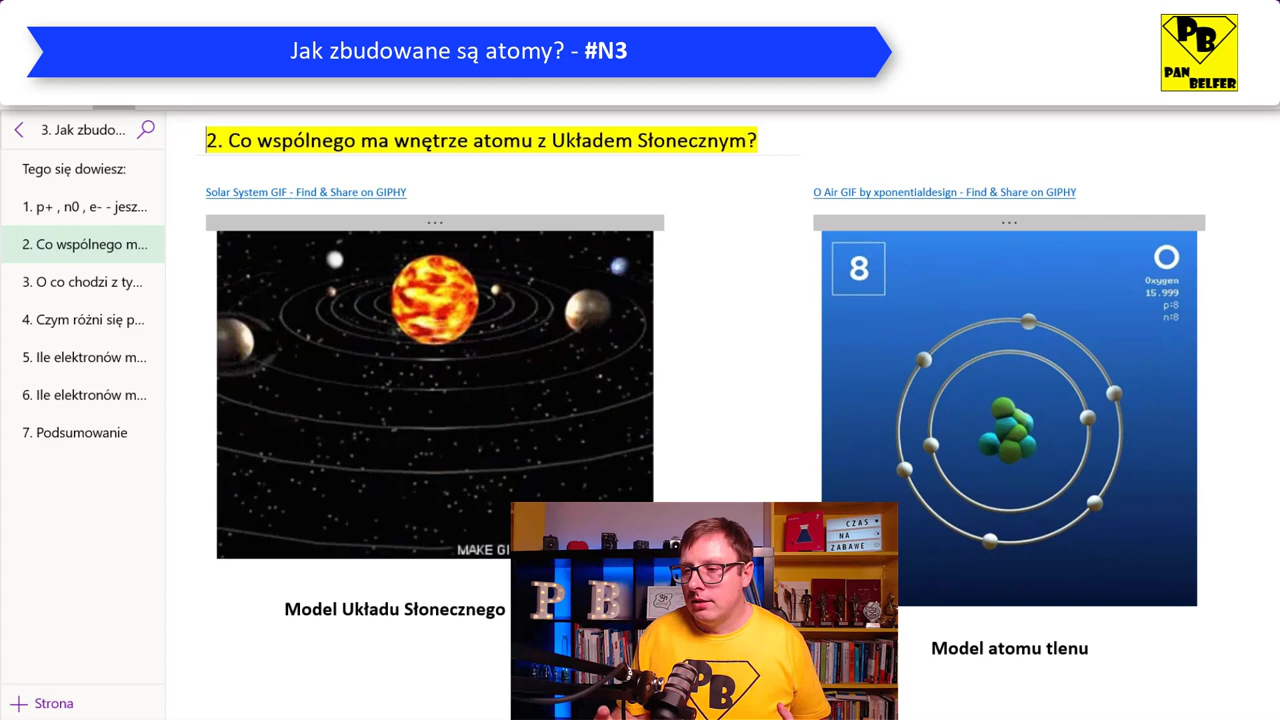 Jak zbudowane są atomy? - #N3
PB
PAN
BELFER
3. Jak zbudo...
Tego się dowiesz:
1. p+ , n0 , e- - jesz...
2. Co wspólnego m...
3. O co chodzi z ty...
4. Czym różni się p...
5. Ile elektronów m...
6. Ile elektronów m...
7. Podsumowanie
Strona
2. Co wspólnego ma wnętrze atomu z Układem Słonecznym?
Solar System GIF - Find & Share on GIPHY
O Air GIF by xponentialdesign - Find & Share on GIPHY
8
O
Oxygen
15.999
p:8
n:8
MAKE GI
Model Układu Słonecznego
Model atomu tlenu
CZAS
NA
ZABAWE
P B
PB